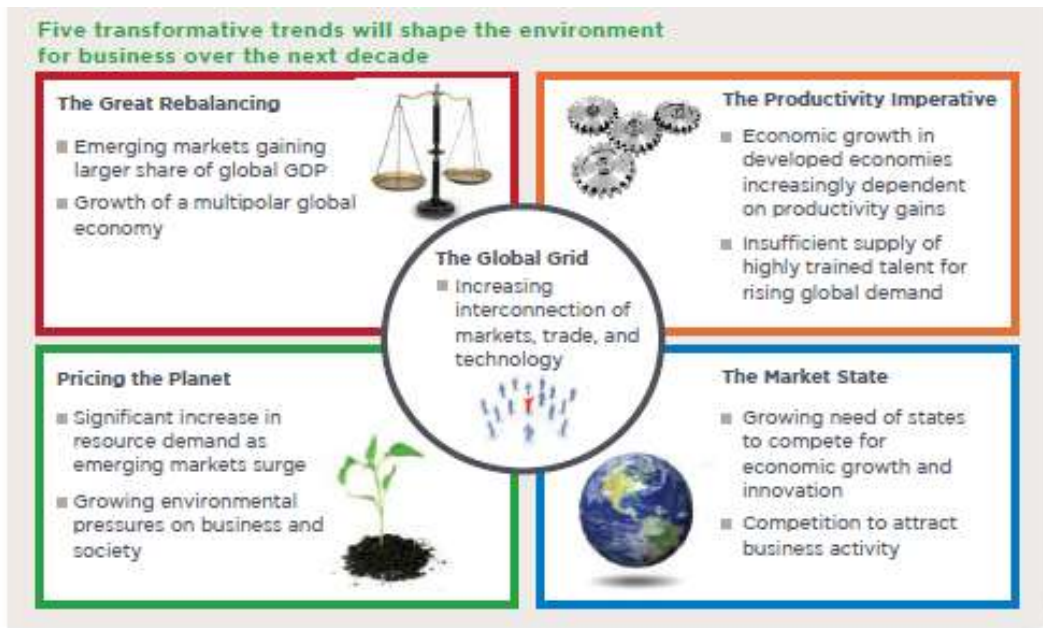 Five transformative trends will shape the environment
for business over the next decade
The Great Rebalancing
Emerging markets gaining
larger share of global GDP
Growth of a multipolar global
economy
The Productivity Imperative
Economic growth in
developed economies
increasingly dependent
on productivity gains
Insufficient supply of
highly trained talent for
rising global demand
The Global Grid
Increasing
interconnection of
markets, trade, and
technology
Pricing the Planet
Significant increase in
resource demand as
emerging markets surge
Growing environmental
pressures on business and
society
The Market State
Growing need of states
to compete for
economic growth and
innovation
Competition to attract
business activity